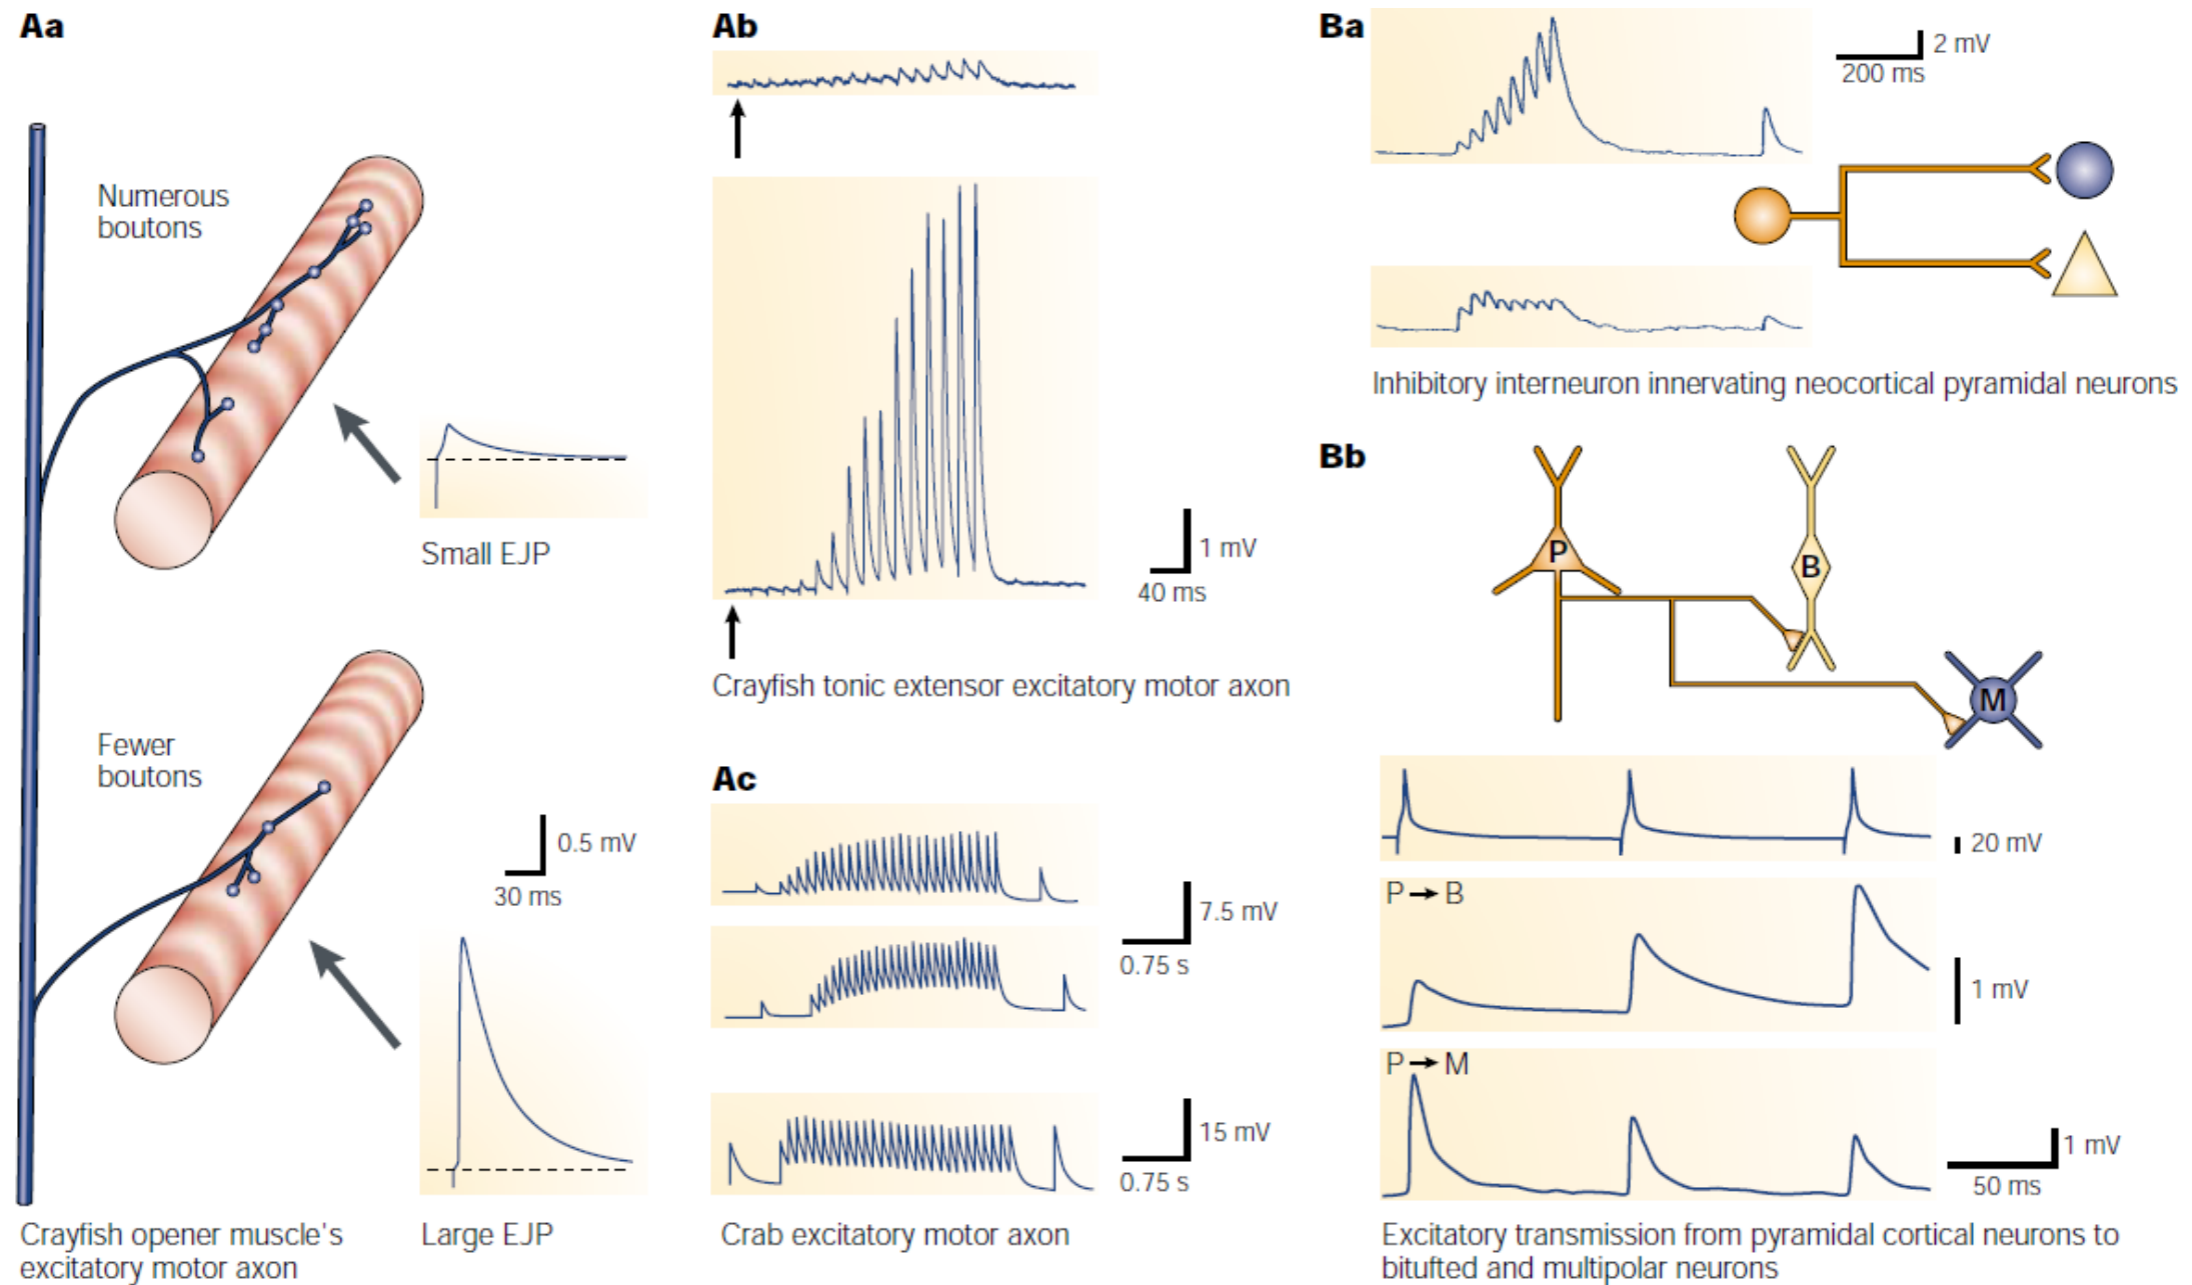 Aa
Numerous
boutons
Small EJP
Fewer
boutons
0.5 mV
30 ms
Crayfish opener muscle's
excitatory motor axon
Large EJP
Ab
1 mV
40 ms
Crayfish tonic extensor excitatory motor axon
Ac
7.5 mV
0.75 s
15 mV
0.75 s
Crab excitatory motor axon
Ba
2 mV
200 ms
Inhibitory interneuron innervating neocortical pyramidal neurons
Bb
P
B
M
20 mV
P → B
1 mV
P → M
1 mV
50 ms
Excitatory transmission from pyramidal cortical neurons to
bitufted and multipolar neurons